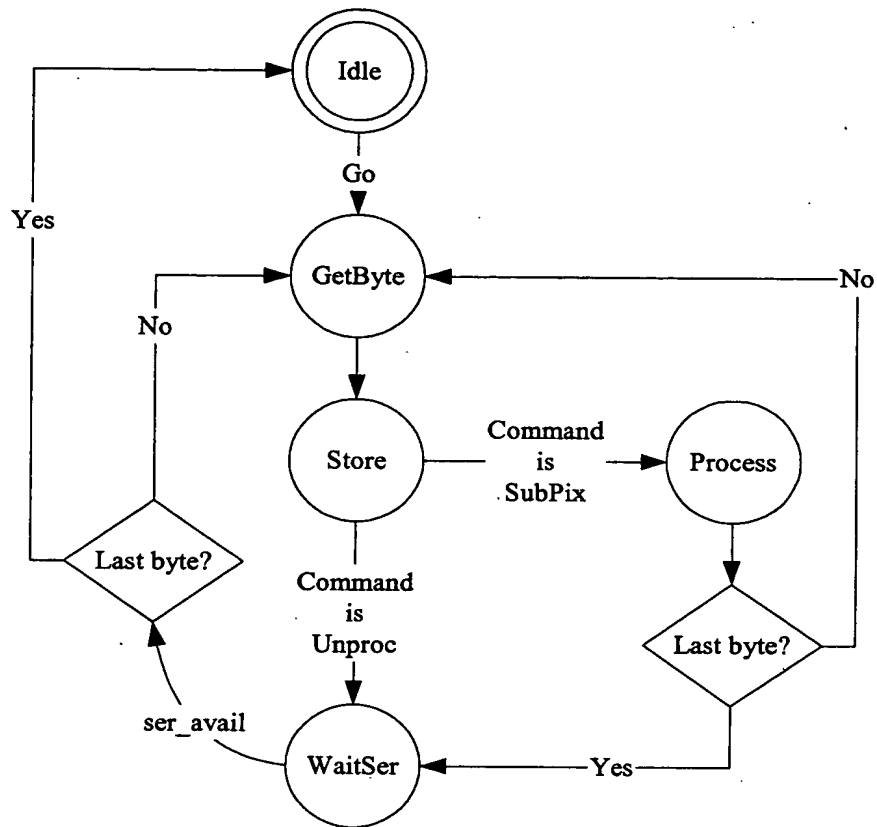 Idle
Go
Yes
GetByte
No
No
Store
Command
is
SubPix
Process
Last byte?
Command
is
Unproc
Last byte?
ser_avail
WaitSer
Yes